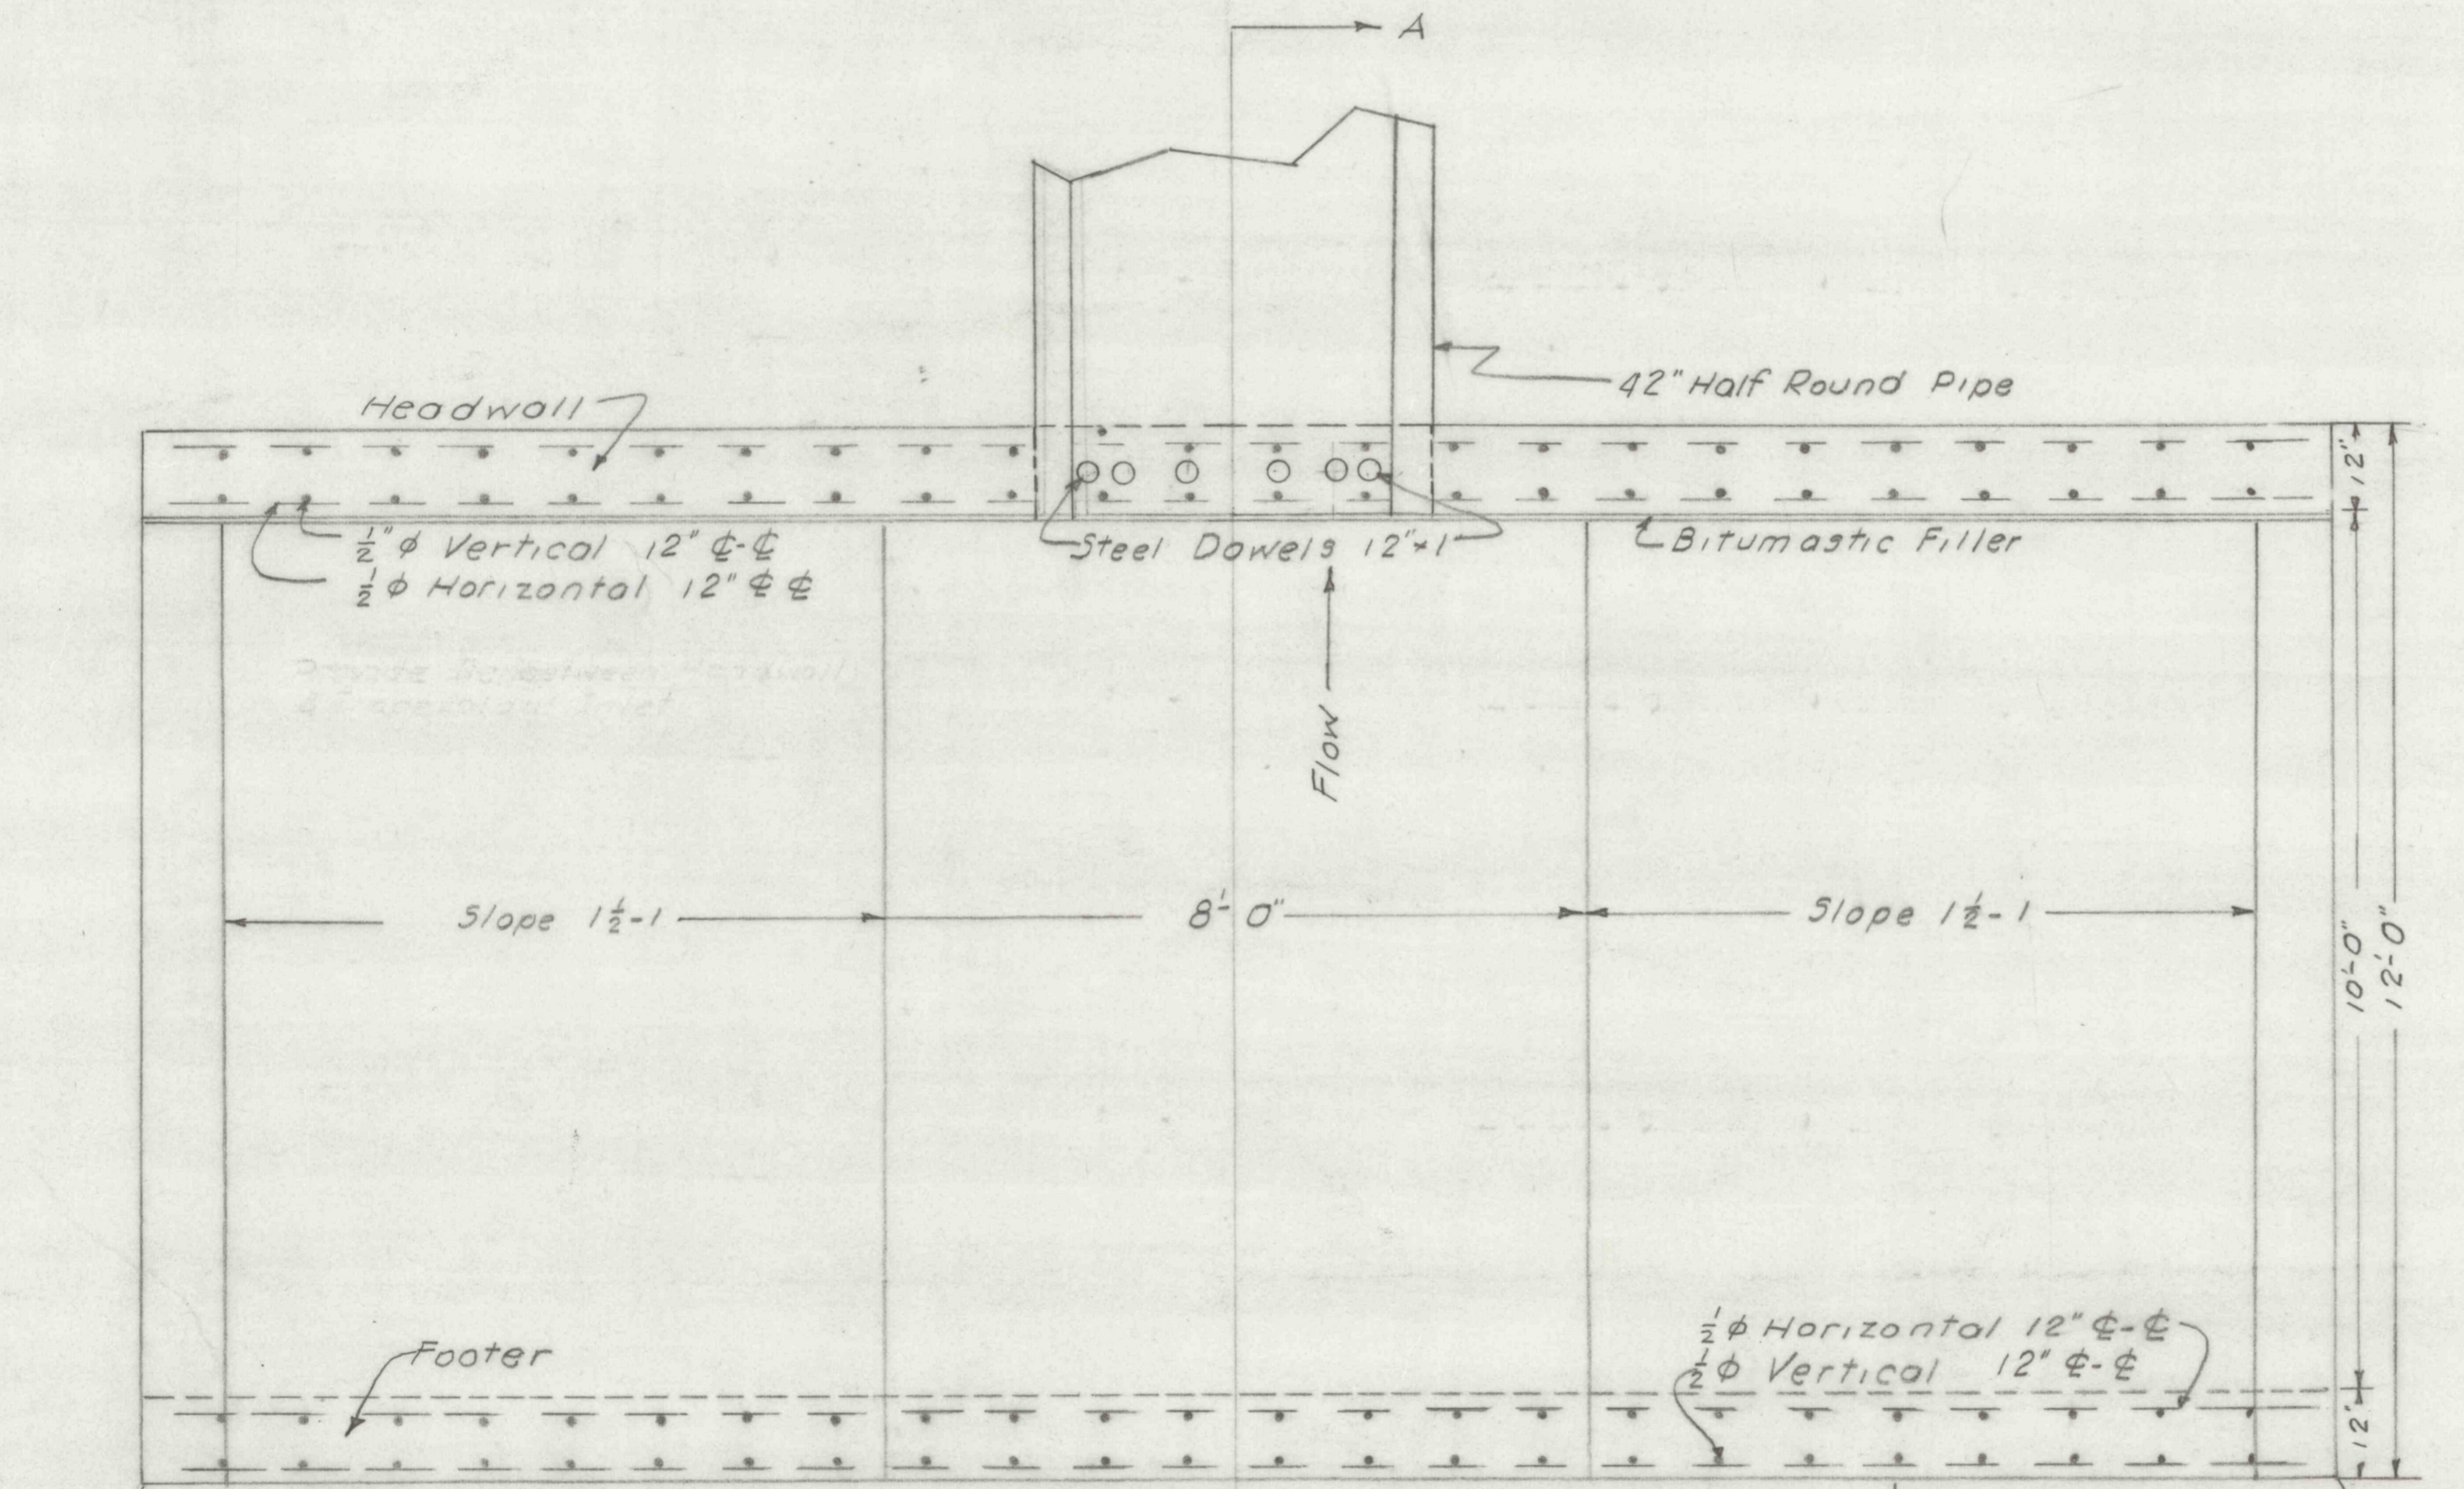 A
42" Half Round Pipe
Headwall
12"
½" ϕ Vertical 12" ℄-℄
½ ϕ Horizontal 12" ℄ ℄
Steel Dowels 12"×1
Bitumastic Filler
Flow
Slope 1½-1
8'-0"
Slope 1½-1
10'-0"
12'-0"
½ ϕ Horizontal 12" ℄-℄
½ ϕ Vertical 12" ℄-℄
Footer
12"